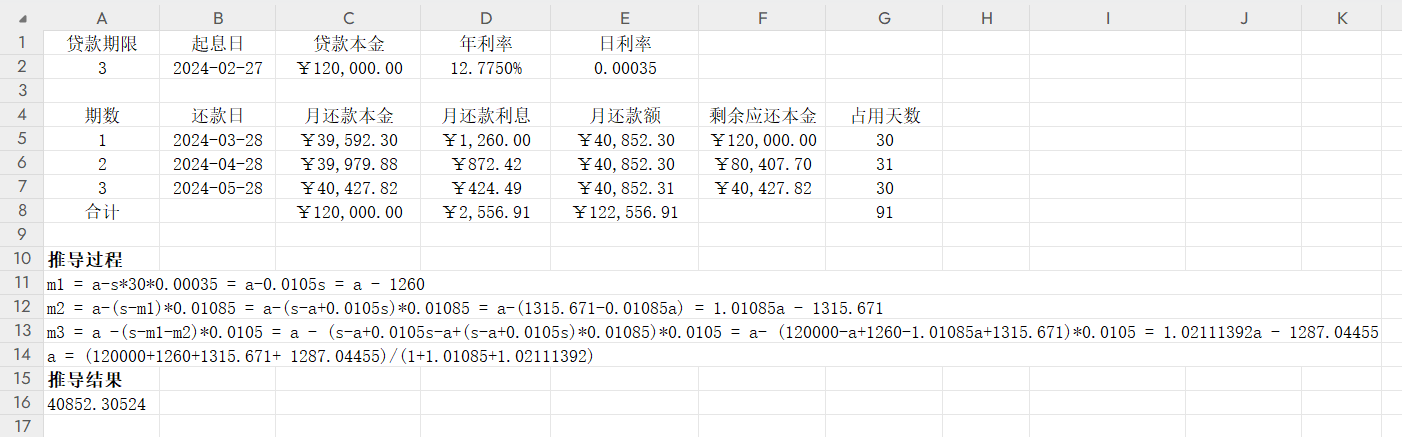 A B C D E F G H I J K
1 贷款期限 起息日 贷款本金 年利率 日利率
2 3 2024-02-27 ￥120,000.00 12.7750% 0.00035
3
4 期数 还款日 月还款本金 月还款利息 月还款额 剩余应还本金 占用天数
5 1 2024-03-28 ￥39,592.30 ￥1,260.00 ￥40,852.30 ￥120,000.00 30
6 2 2024-04-28 ￥39,979.88 ￥872.42 ￥40,852.30 ￥80,407.70 31
7 3 2024-05-28 ￥40,427.82 ￥424.49 ￥40,852.31 ￥40,427.82 30
8 合计 ￥120,000.00 ￥2,556.91 ￥122,556.91 91
9
10 推导过程
11 m1 = a-s*30*0.00035 = a-0.0105s = a - 1260
12 m2 = a-(s-m1)*0.01085 = a-(s-a+0.0105s)*0.01085 = a-(1315.671-0.01085a) = 1.01085a - 1315.671
13 m3 = a -(s-m1-m2)*0.0105 = a - (s-a+0.0105s-a+(s-a+0.0105s)*0.01085)*0.0105 = a- (120000-a+1260-1.01085a+1315.671)*0.0105 = 1.02111392a - 1287.04455
14 a = (120000+1260+1315.671+ 1287.04455)/(1+1.01085+1.02111392)
15 推导结果
16 40852.30524
17